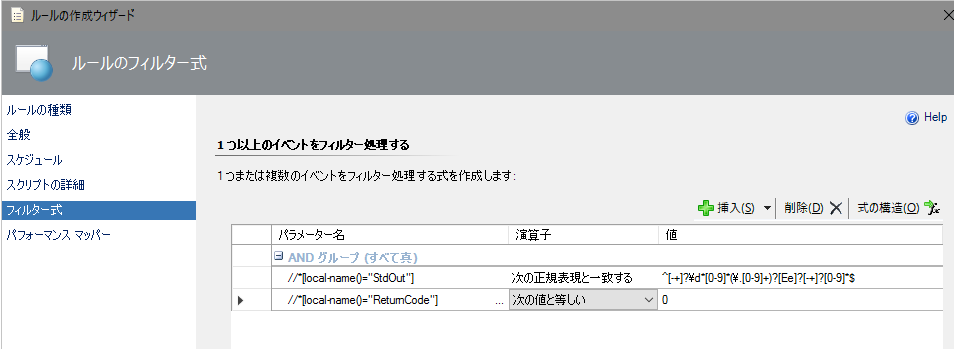 ルールの作成ウィザード
ルールのフィルター式
ルールの種類
全般
スケジュール
スクリプトの詳細
フィルター式
パフォーマンス マッパー
Help
1つ以上のイベントをフィルター処理する
1つまたは複数のイベントをフィルター処理する式を作成します:
挿入(S) 削除(D) 式の構造(O)
パラメーター名 演算子 値
AND グループ (すべて真)
//*[local-name()="StdOut"] 次の正規表現と一致する ^[-+]?¥d*[0-9]*(¥.[0-9]+)?[Ee]?[-+]?[0-9]*$
//*[local-name()="ReturnCode"] ... 次の値と等しい 0